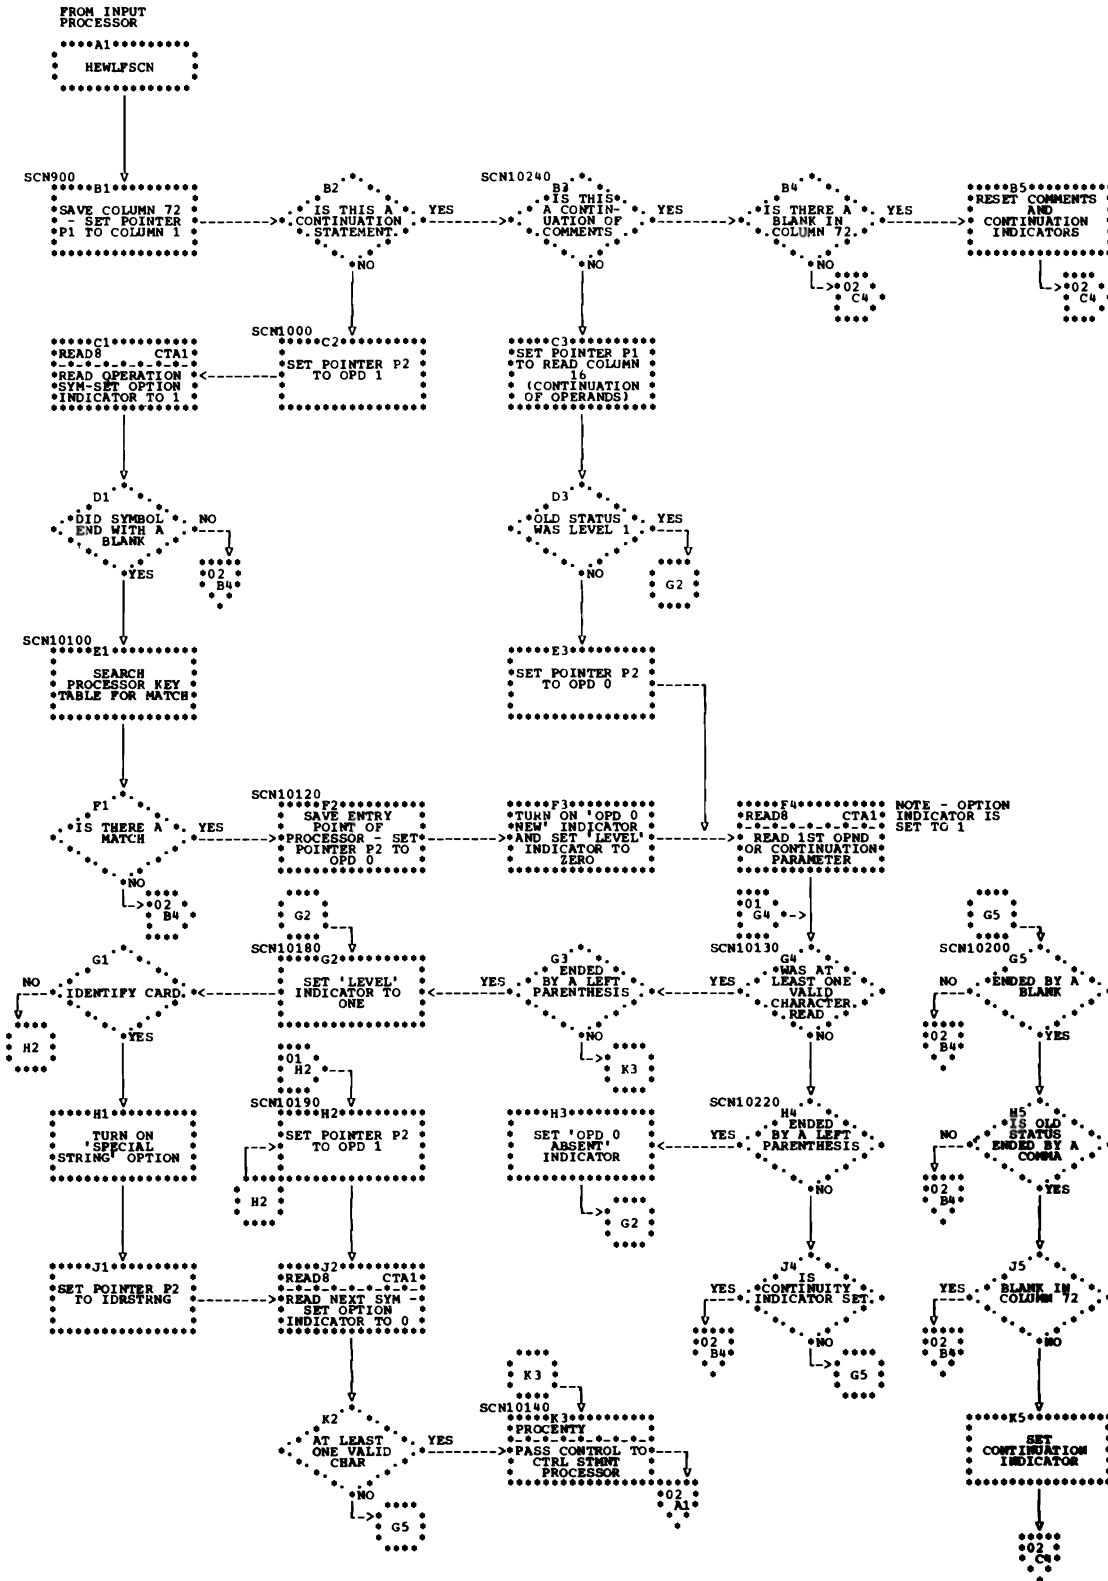 FROM INPUT
PROCESSOR
A1
HEWLFSCN
SCN900
B1
SAVE COLUMN 72
- SET POINTER
P1 TO COLUMN 1
B2
IS THIS A
CONTINUATION
STATEMENT
YES
NO
SCN10240
B3
IS THIS
A CONTIN-
UATION OF
COMMENTS
YES
NO
B4
IS THERE A
BLANK IN
COLUMN 72
YES
NO
02
C4
B5
RESET COMMENTS
AND
CONTINUATION
INDICATORS
02
C4
C1
READ8 CTA1
READ OPERATION
SYM-SET OPTION
INDICATOR TO 1
SCN1000
C2
SET POINTER P2
TO OPD 1
C3
SET POINTER P1
TO READ COLUMN
16
(CONTINUATION
OF OPERANDS)
D1
DID SYMBOL
END WITH A
BLANK
NO
02
B4
YES
D3
OLD STATUS
WAS LEVEL 1
YES
G2
NO
SCN10100
E1
SEARCH
PROCESSOR KEY
TABLE FOR MATCH
E3
SET POINTER P2
TO OPD 0
F1
IS THERE A
MATCH
YES
NO
02
B4
SCN10120
F2
SAVE ENTRY
POINT OF
PROCESSOR - SET
POINTER P2 TO
OPD 0
F3
TURN ON 'OPD 0
NEW' INDICATOR
AND SET 'LEVEL'
INDICATOR TO
ZERO
F4
READ8 CTA1
READ 1ST OPND
OR CONTINUATION
PARAMETER
NOTE - OPTION
INDICATOR IS
SET TO 1
G1
IDENTIFY CARD
NO
H2
YES
G2
SCN10180
G2
SET 'LEVEL'
INDICATOR TO
ONE
G3
ENDED
BY A LEFT
PARENTHESIS
YES
NO
K3
01
G4
SCN10130
G4
WAS AT
LEAST ONE
VALID
CHARACTER
READ
YES
NO
G5
SCN10200
G5
ENDED BY A
BLANK
NO
02
B4
YES
H1
TURN ON
'SPECIAL
STRING' OPTION
01
H2
SCN10190
H2
SET POINTER P2
TO OPD 1
H2
H3
SET 'OPD 0
ABSENT'
INDICATOR
G2
SCN10220
H4
ENDED
BY A LEFT
PARENTHESIS
YES
NO
H5
IS OLD
STATUS
ENDED BY A
COMMA
NO
02
B4
YES
J1
SET POINTER P2
TO IDRSTRNG
J2
READ8 CTA1
READ NEXT SYM -
SET OPTION
INDICATOR TO 0
J4
IS
CONTINUITY
INDICATOR SET
YES
02
B4
NO
G5
J5
BLANK IN
COLUMN 72
YES
02
B4
NO
K2
AT LEAST
ONE VALID
CHAR
YES
NO
G5
K3
SCN10140
K3
PROCENTY
PASS CONTROL TO
CTRL STMNT
PROCESSOR
02
A1
K5
SET
CONTINUATION
INDICATOR
02
C4